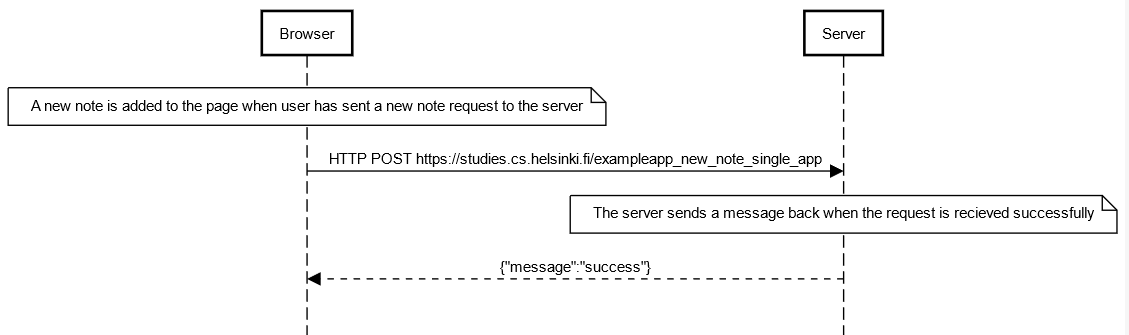 Browser
Server
A new note is added to the page when user has sent a new note request to the server
HTTP POST https://studies.cs.helsinki.fi/exampleapp_new_note_single_app
The server sends a message back when the request is recieved successfully
{"message":"success"}